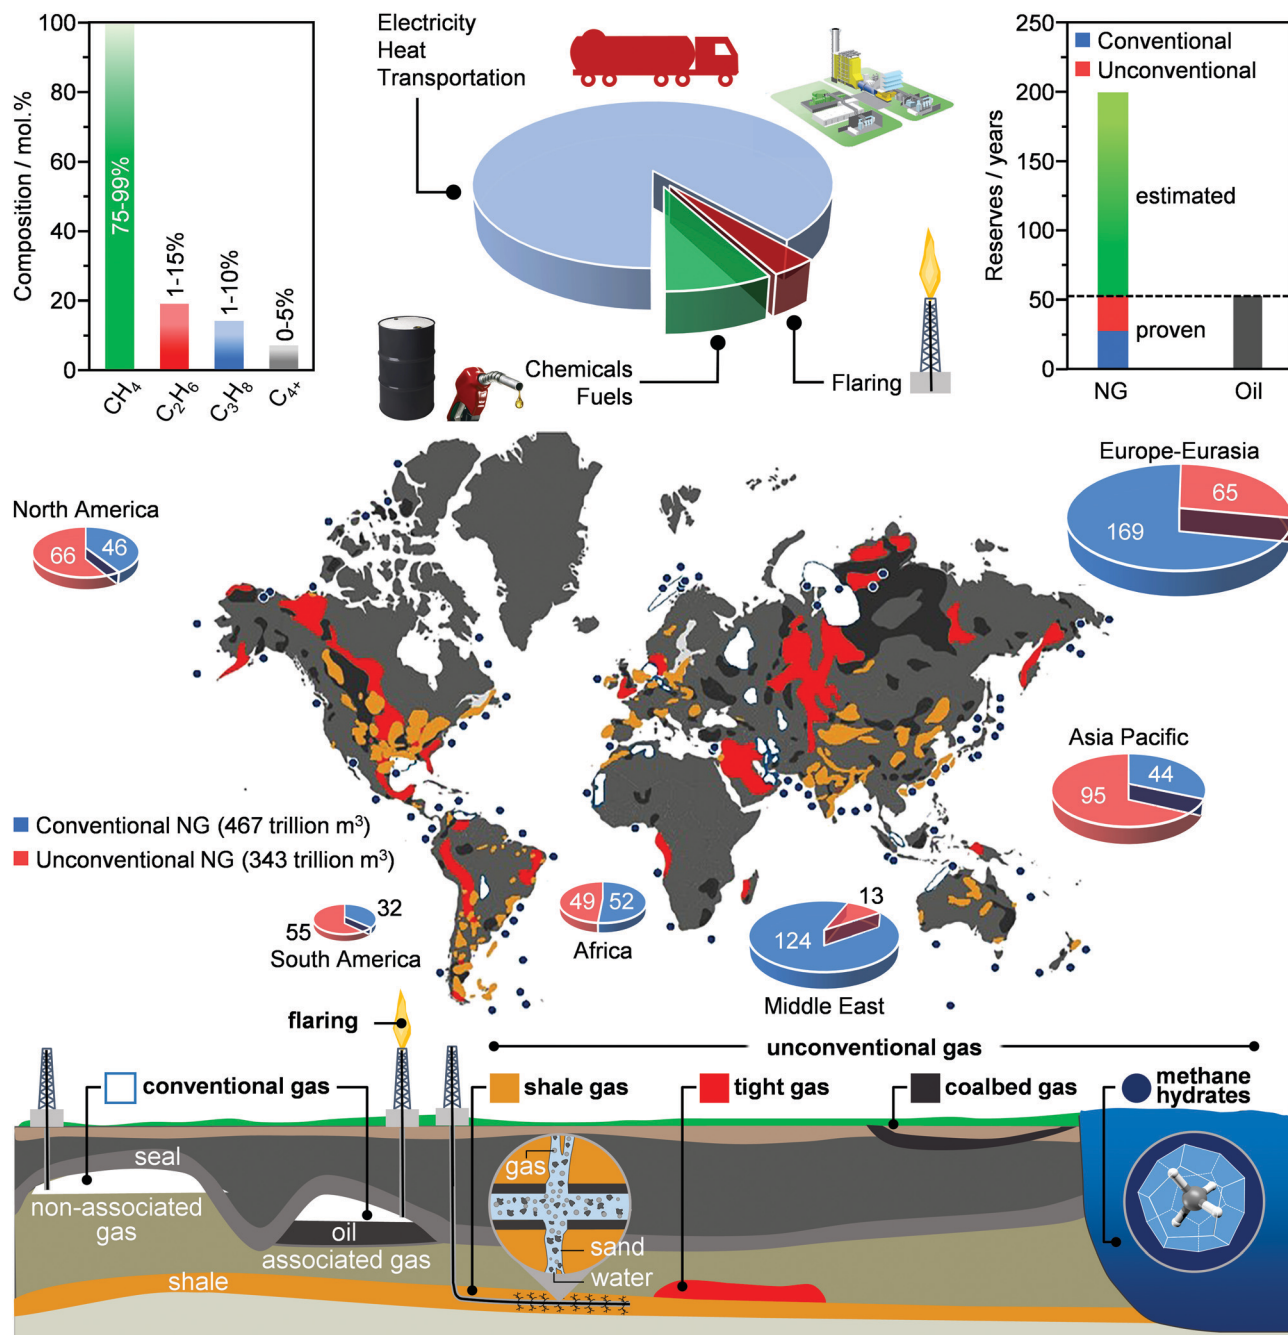 100
80
60
40
20
0
Composition / mol.%
75-99%
1-15%
1-10%
0-5%
CH₄
C₂H₆
C₃H₈
C₄₊
Electricity
Heat
Transportation
Chemicals
Fuels
Flaring
250
200
150
100
50
0
Reserves / years
Conventional
Unconventional
estimated
proven
NG
Oil
North America
66
46
Europe-Eurasia
65
169
Asia Pacific
44
95
Conventional NG (467 trillion m³)
Unconventional NG (343 trillion m³)
32
55
South America
49
52
Africa
13
124
Middle East
flaring
unconventional gas
conventional gas
shale gas
tight gas
coalbed gas
methane
hydrates
seal
non-associated
gas
oil
associated gas
shale
gas
sand
water